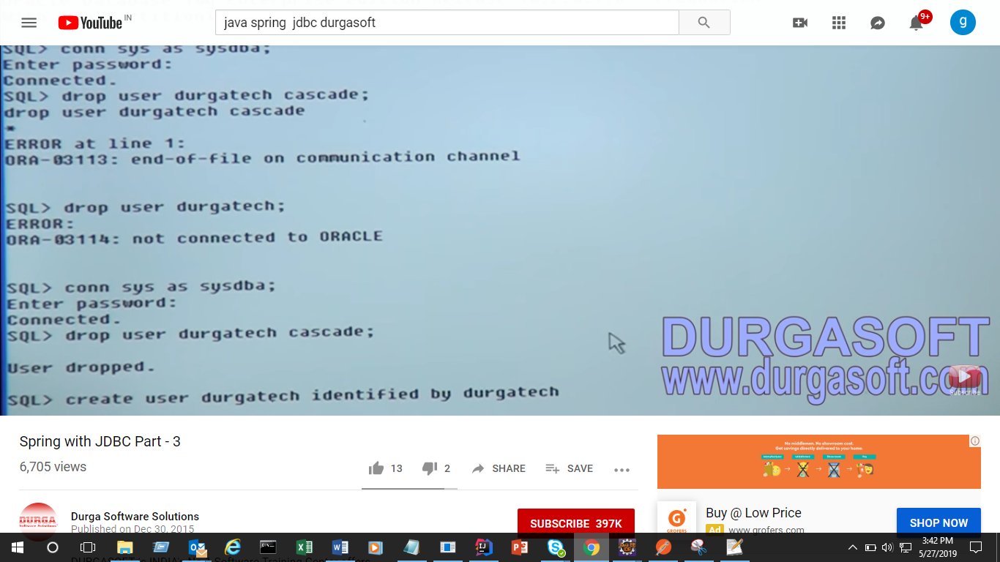 YouTube IN
java spring jdbc durgasoft
9+
g
SQL> conn sys as sysdba;
Enter password:
Connected.
SQL> drop user durgatech cascade;
drop user durgatech cascade
*
ERROR at line 1:
ORA-03113: end-of-file on communication channel
SQL> drop user durgatech;
ERROR:
ORA-03114: not connected to ORACLE
SQL> conn sys as sysdba;
Enter password:
Connected.
SQL> drop user durgatech cascade;
User dropped.
SQL> create user durgatech identified by durgatech
DURGASOFT
www.durgasoft.com
Subscribe
Spring with JDBC Part - 3
6,705 views
13
2
SHARE
SAVE
No middlemen. No showroom cost.
Get savings directly delivered to your home.
DURGA
Software Solutions
Durga Software Solutions
Published on Dec 30, 2015
SUBSCRIBE 397K
GROFERS
Buy @ Low Price
Ad www.grofers.com
SHOP NOW
3:42 PM
5/27/2019